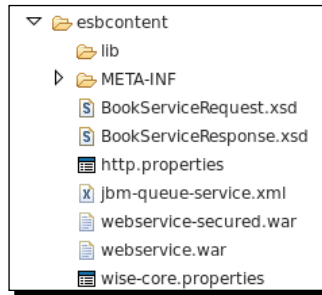 esbcontent
lib
META-INF
BookServiceRequest.xsd
BookServiceResponse.xsd
http.properties
jbm-queue-service.xml
webservice-secured.war
webservice.war
wise-core.properties